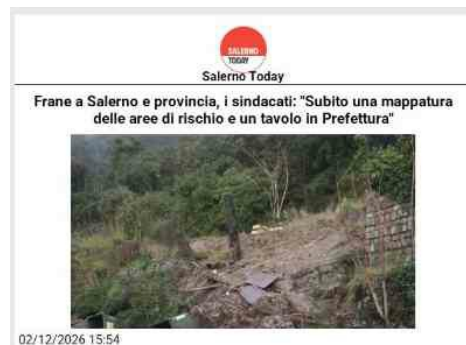 SALERNO
TODAY
Salerno Today
Frane a Salerno e provincia, i sindacati: "Subito una mappatura
delle aree di rischio e un tavolo in Prefettura"
02/12/2026 15:54